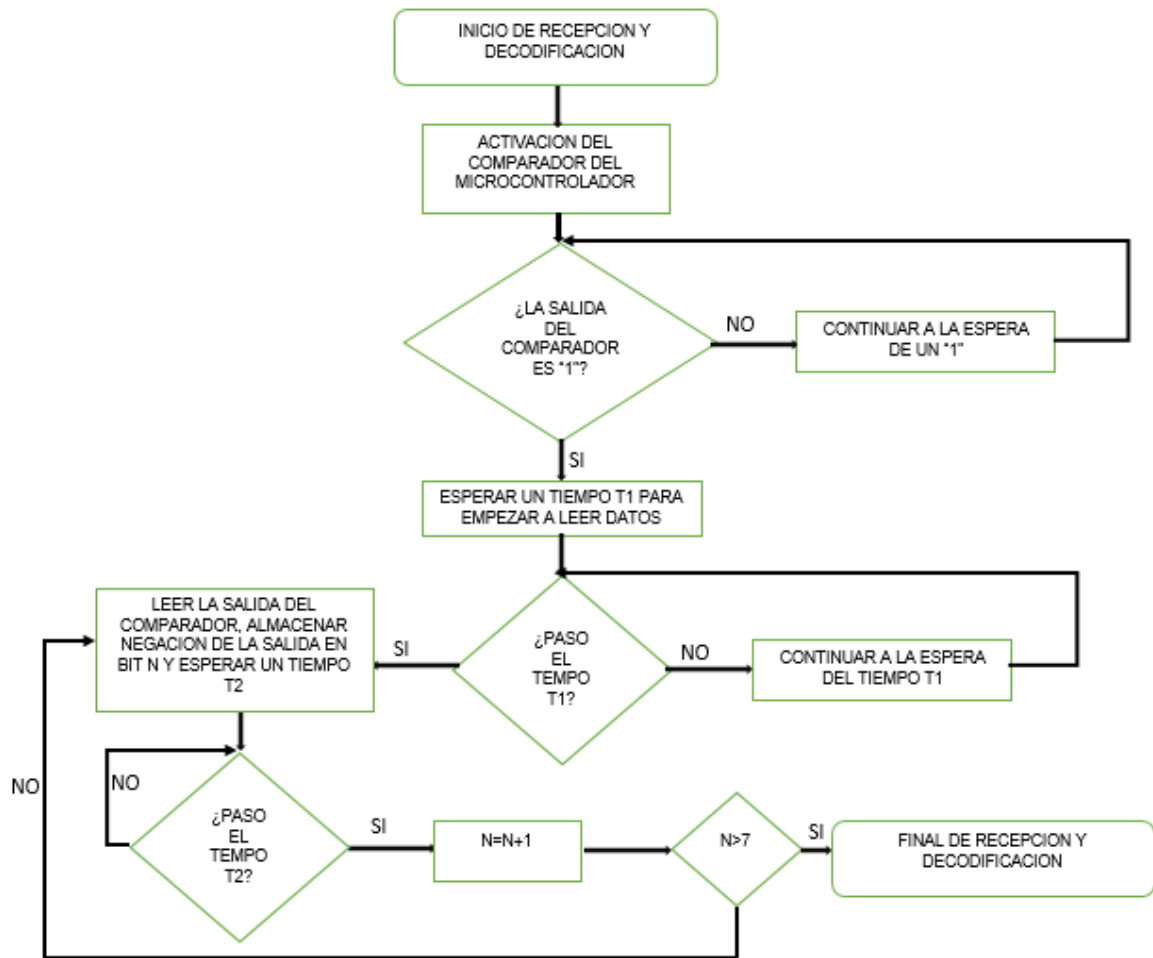 INICIO DE RECEPCION Y
DECODIFICACION
ACTIVACION DEL
COMPARADOR DEL
MICROCONTROLADOR
¿LA SALIDA
DEL
COMPARADOR
ES "1"?
NO
CONTINUAR A LA ESPERA
DE UN "1"
SI
ESPERAR UN TIEMPO T1 PARA
EMPEZAR A LEER DATOS
¿PASO
EL
TEMPO
T1?
NO
CONTINUAR A LA ESPERA
DEL TIEMPO T1
SI
LEER LA SALIDA DEL
COMPARADOR, ALMACENAR
NEGACION DE LA SALIDA EN
BIT N Y ESPERAR UN TIEMPO
T2
NO
¿PASO
EL
TEMPO
T2?
SI
N=N+1
N>7
SI
FINAL DE RECEPCION Y
DECODIFICACION
NO